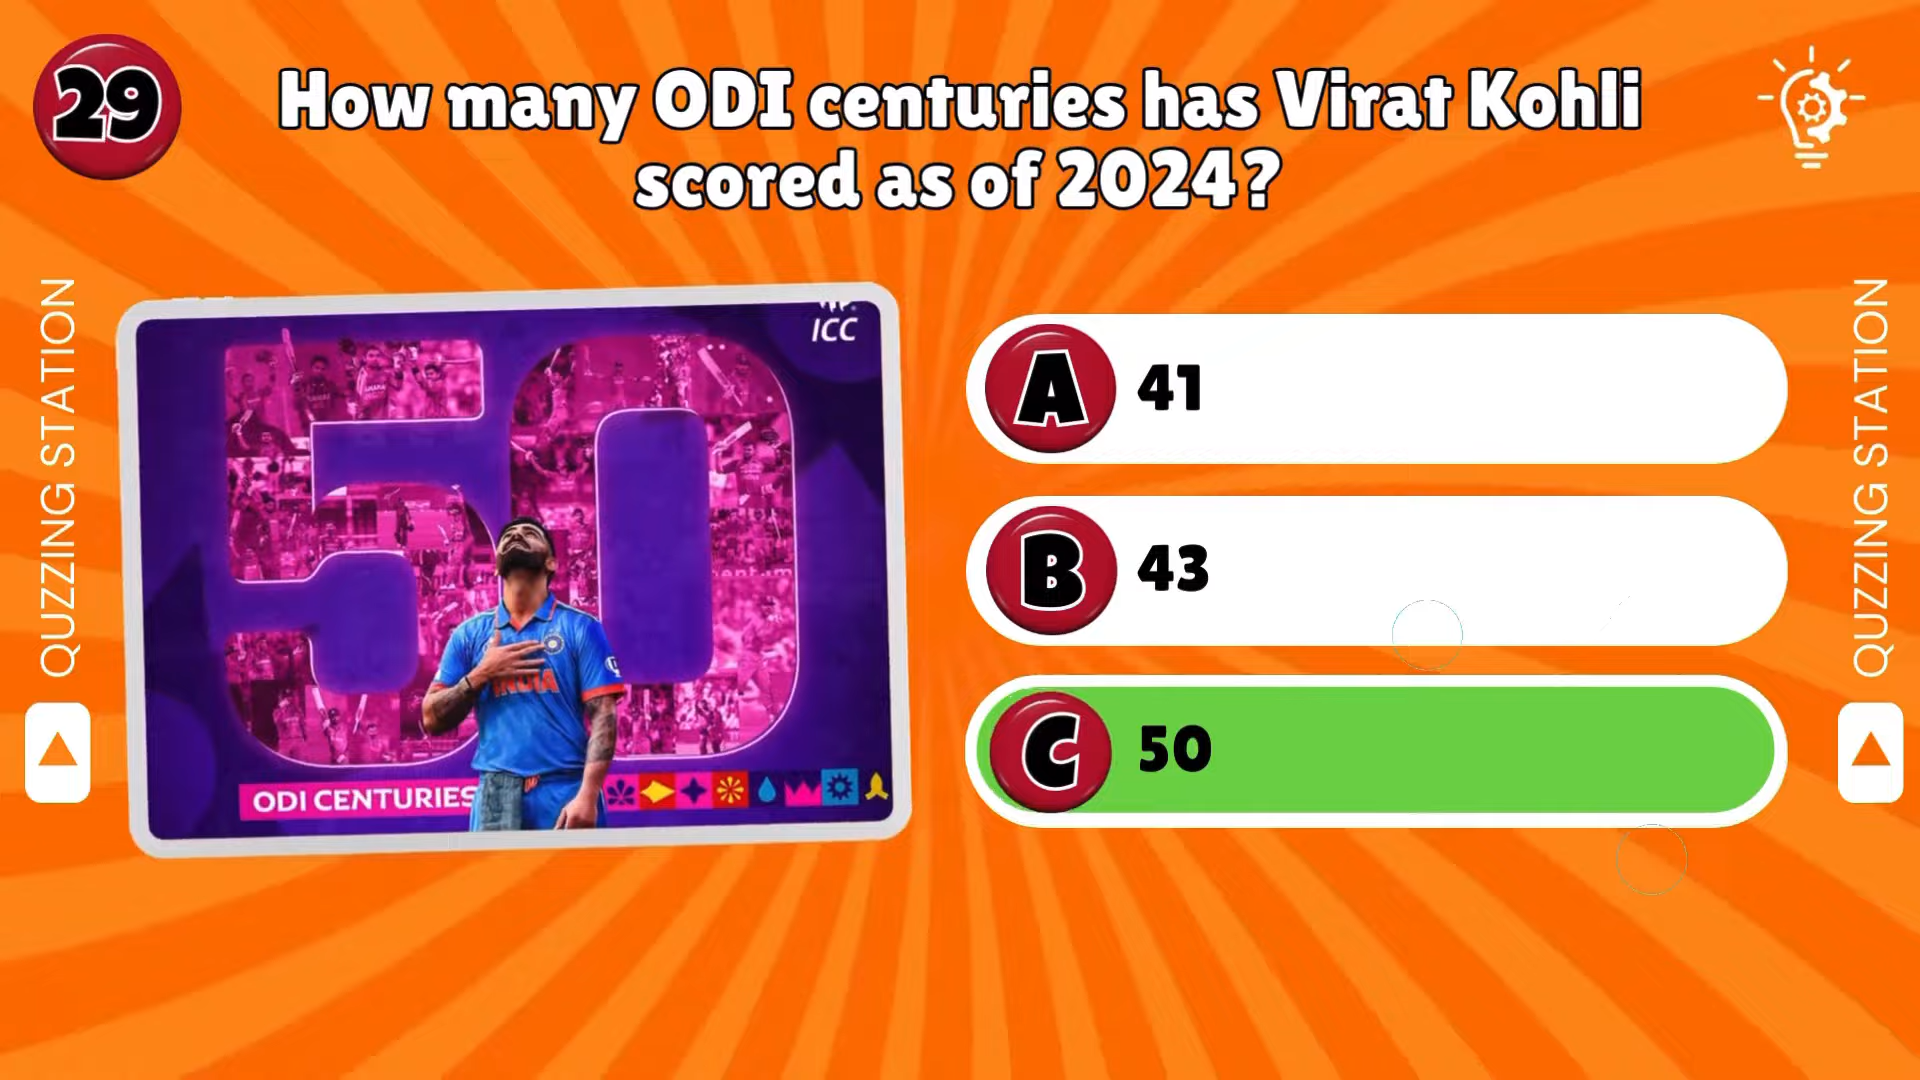 29
How many ODI centuries has Virat Kohli
scored as of 2024?
QUZZING STATION
ICC
ODI CENTURIES
INDIA
A 41
B 43
C 50
QUZZING STATION